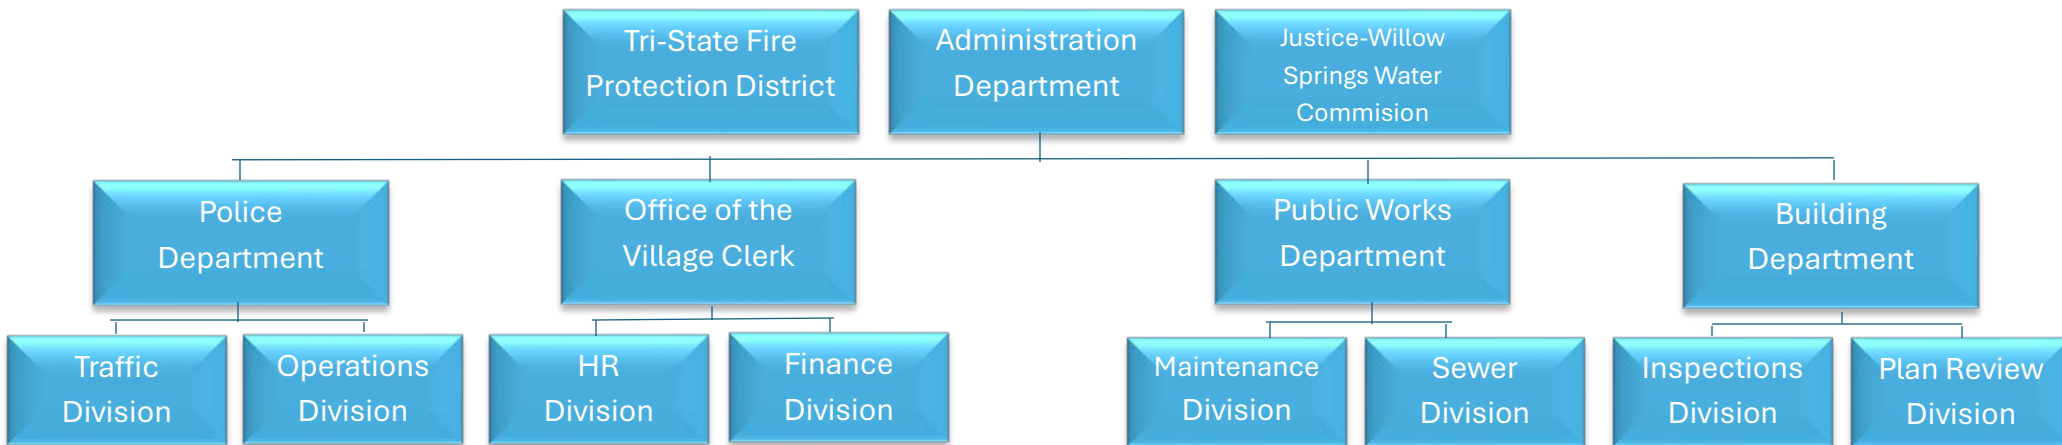 Tri-State Fire
Protection District
Administration
Department
Justice-Willow
Springs Water
Commision
Police
Department
Office of the
Village Clerk
Public Works
Department
Building
Department
Traffic
Division
Operations
Division
HR
Division
Finance
Division
Maintenance
Division
Sewer
Division
Inspections
Division
Plan Review
Division